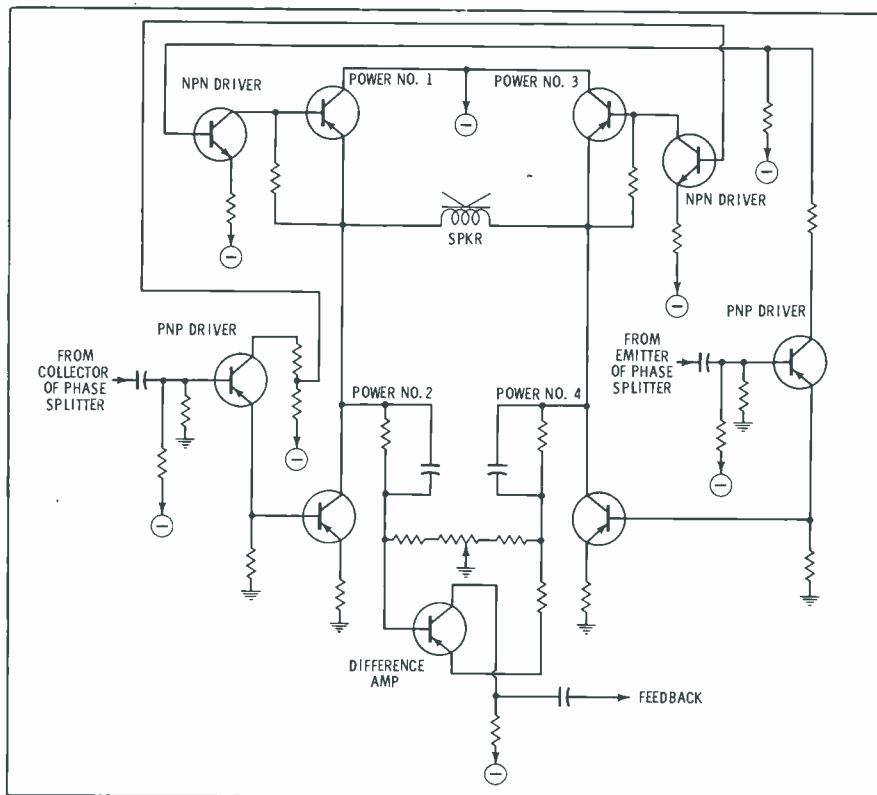 NPN DRIVER
POWER NO. 1
POWER NO. 3
NPN DRIVER
SPKR
PNP DRIVER
FROM
COLLECTOR
OF PHASE
SPLITTER
PNP DRIVER
FROM
EMITTER
OF PHASE
SPLITTER
POWER NO. 2
POWER NO. 4
DIFFERENCE
AMP
FEEDBACK